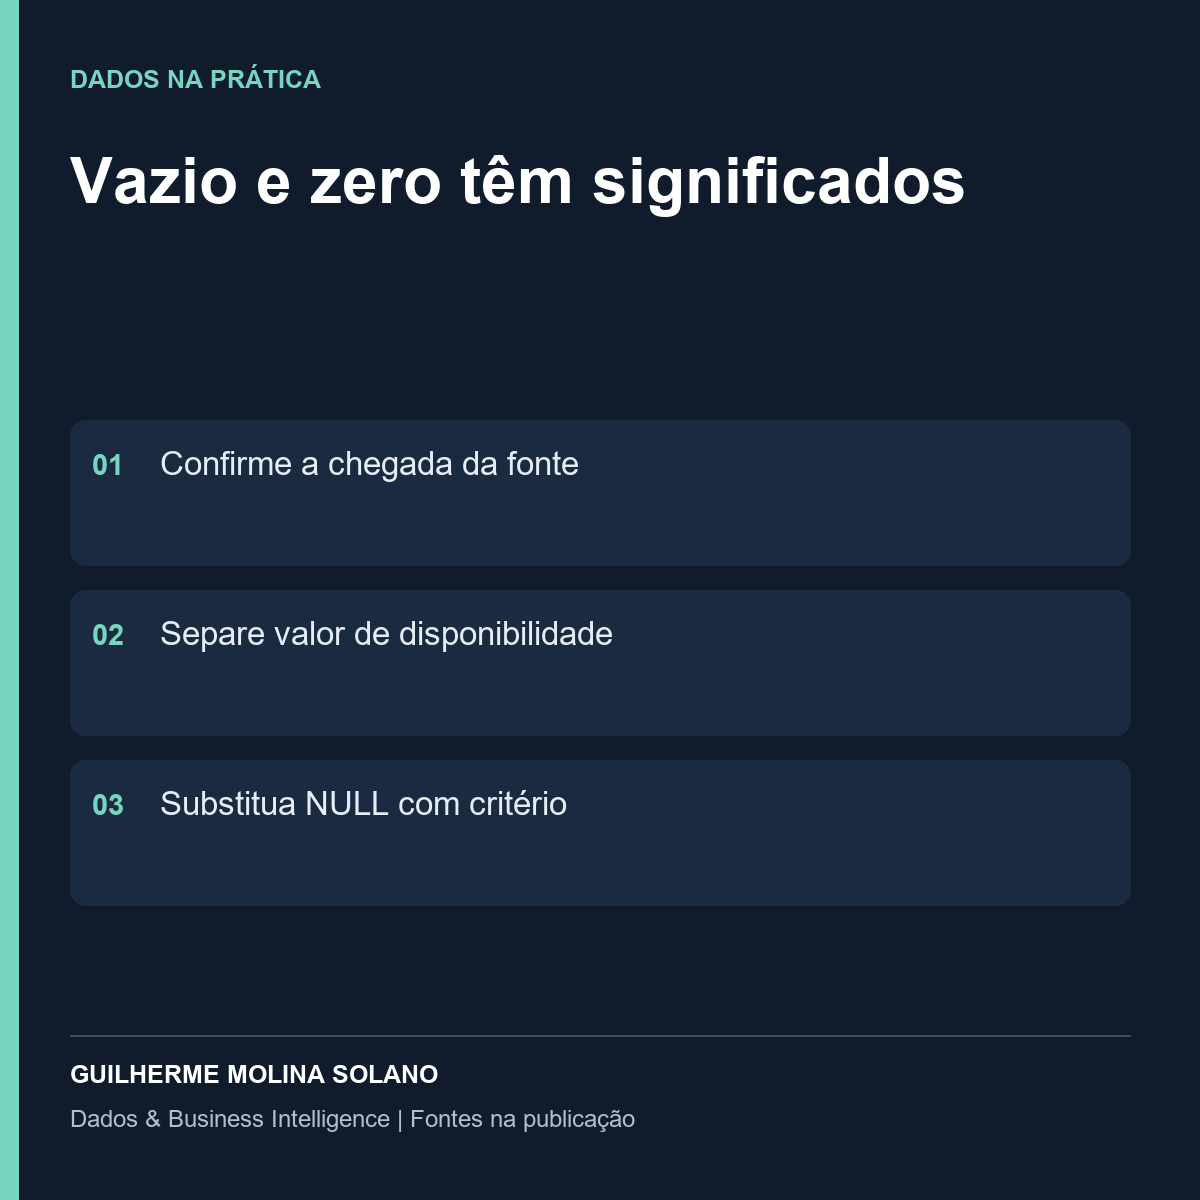 DADOS NA PRÁTICA
Vazio e zero têm significados
01 Confirme a chegada da fonte
02 Separe valor de disponibilidade
03 Substitua NULL com critério
GUILHERME MOLINA SOLANO
Dados & Business Intelligence | Fontes na publicação